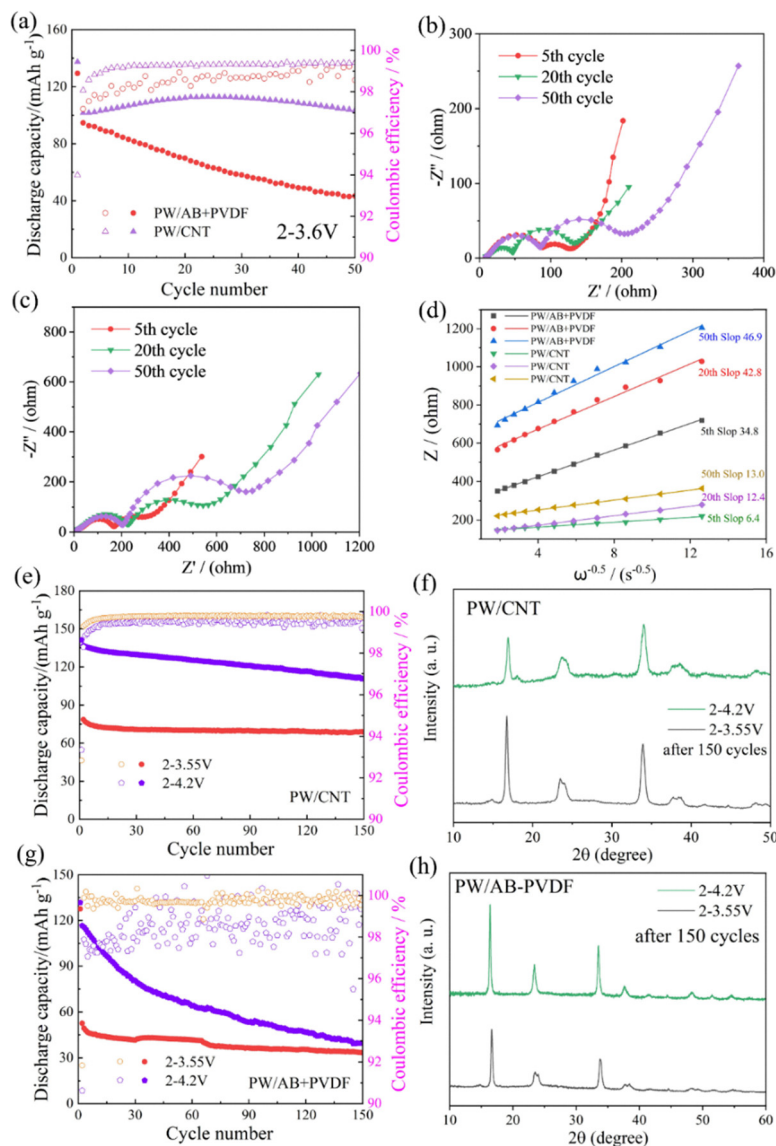 (a)
Discharge capacity/(mAh g⁻¹)
160
120
80
40
0
0
10
20
30
40
50
Cycle number
100
98
96
94
92
90
Coulombic efficiency / %
PW/AB+PVDF
PW/CNT
2-3.6V
(b)
-Z" / (ohm)
300
200
100
0
0
100
200
300
400
Z' / (ohm)
5th cycle
20th cycle
50th cycle
(c)
-Z" / (ohm)
800
600
400
200
0
0
200
400
600
800
1000
1200
Z' / (ohm)
5th cycle
20th cycle
50th cycle
(d)
Z / (ohm)
1200
1000
800
600
400
200
4
8
12
16
ω⁻⁰·⁵ / (s⁻⁰·⁵)
PW/AB+PVDF
PW/AB+PVDF
PW/AB+PVDF
PW/CNT
PW/CNT
PW/CNT
50th Slop 46.9
20th Slop 42.8
5th Slop 34.8
50th Slop 13.0
20th Slop 12.4
5th Slop 6.4
(e)
Discharge capacity/(mAh g⁻¹)
180
150
120
90
60
30
0
0
30
60
90
120
150
Cycle number
100
98
96
94
92
90
Coulombic efficiency / %
2-3.55V
2-4.2V
PW/CNT
(f)
PW/CNT
Intensity (a. u.)
2-4.2V
2-3.55V
after 150 cycles
10
20
30
40
50
2θ (degree)
(g)
Discharge capacity/(mAh g⁻¹)
150
120
90
60
30
0
0
30
60
90
120
150
Cycle number
100
98
96
94
92
90
Coulombic efficiency / %
2-3.55V
2-4.2V
PW/AB+PVDF
(h)
PW/AB-PVDF
Intensity (a. u.)
2-4.2V
2-3.55V
after 150 cycles
10
20
30
40
50
60
2θ (degree)